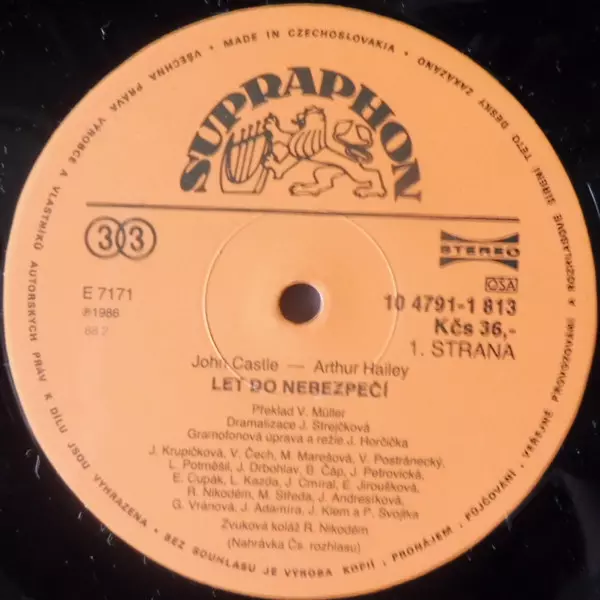 VŠECHNA PRÁVA VÝROBCE A VLASTNÍKŮ AUTORSKÝCH PRÁV K DÍLU JSOU VYHRAZENA • BEZ SOUHLASU JE VÝROBA KOPIÍ, PRONÁJEM, PŮJČOVÁNÍ, VEŘEJNÉ PROVOZOVÁNÍ A ROZHLASOVÉ ŠÍŘENÍ TÉTO DESKY ZAKÁZÁNO
• MADE IN CZECHOSLOVAKIA •
SUPRAPHON
33
STEREO
OSA
E 7171
℗1986
88 2
10 4791-1 813
Kčs 36,-
1. STRANA
John Castle — Arthur Hailey
LET DO NEBEZPEČÍ
Překlad V. Müller
Dramatizace J. Strejčková
Gramofonová úprava a režie J. Horčička
J. Krupičková, V. Čech, M. Marešová, V. Postránecký,
L. Potměšil, J. Drbohlav, B. Čáp, J. Petrovická,
E. Cupák, L. Kazda, J. Cmíral, E. Jiroušková,
R. Nikodém, M. Středa, J. Andresíková,
G. Vránová, J. Adamíra, J. Klem a P. Svojtka
Zvuková koláž R. Nikodém
(Nahrávka Čs. rozhlasu)